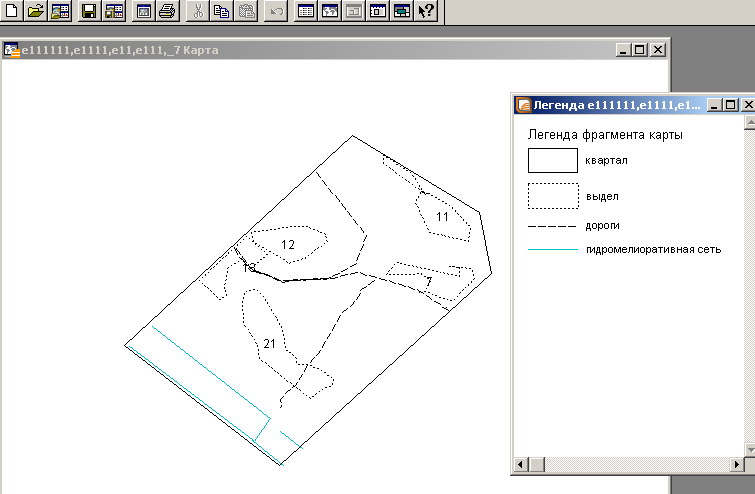 e111111,e1111,e11,e111,_7 Карта
Легенда e111111,e1111,e1...
Легенда фрагмента карты
квартал
выдел
дороги
гидромелиоративная сеть
11
12
7
21